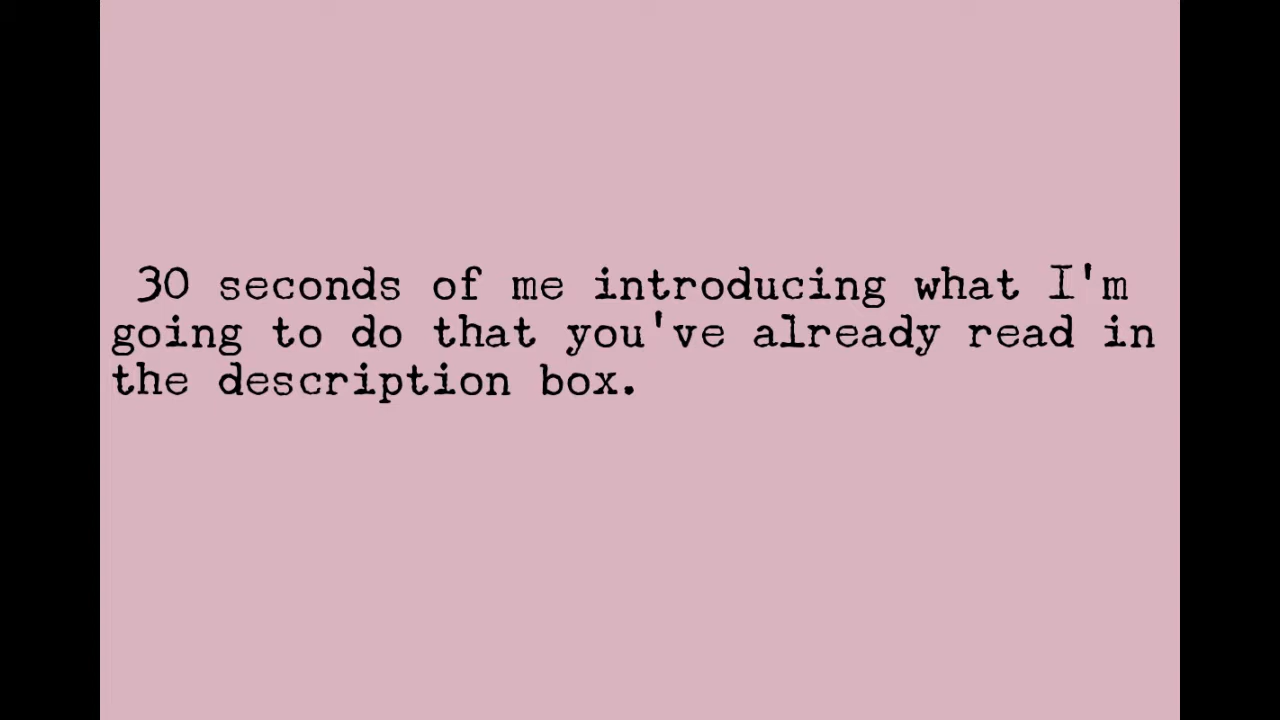 30 seconds of me introducing what I'm
going to do that you've already read in
the description box.